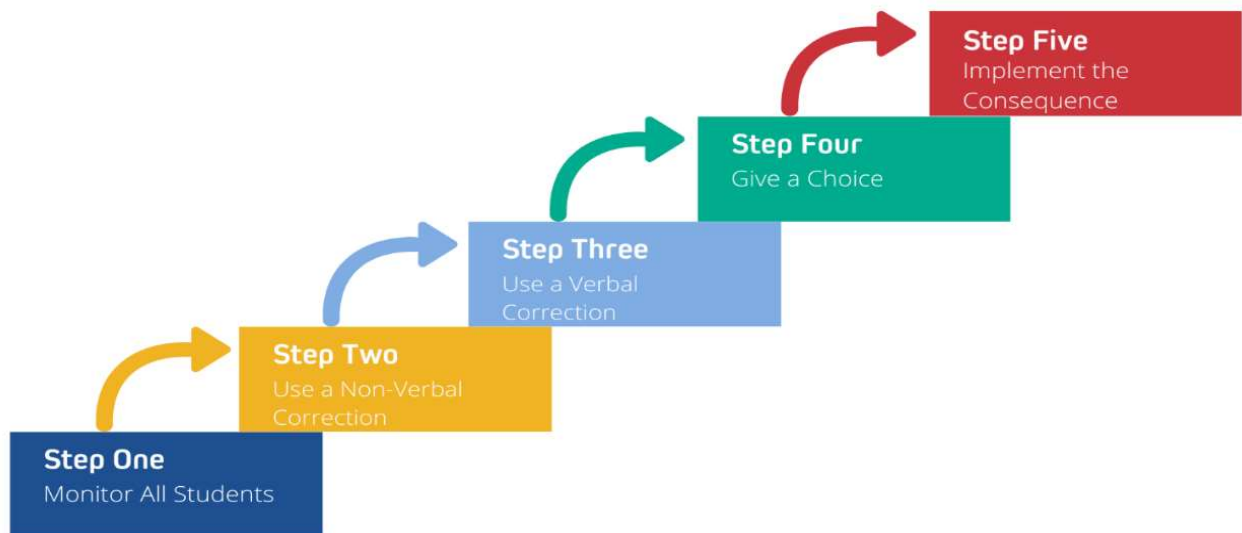 Step Five
Implement the
Consequence
Step Four
Give a Choice
Step Three
Use a Verbal
Correction
Step Two
Use a Non-Verbal
Correction
Step One
Monitor All Students